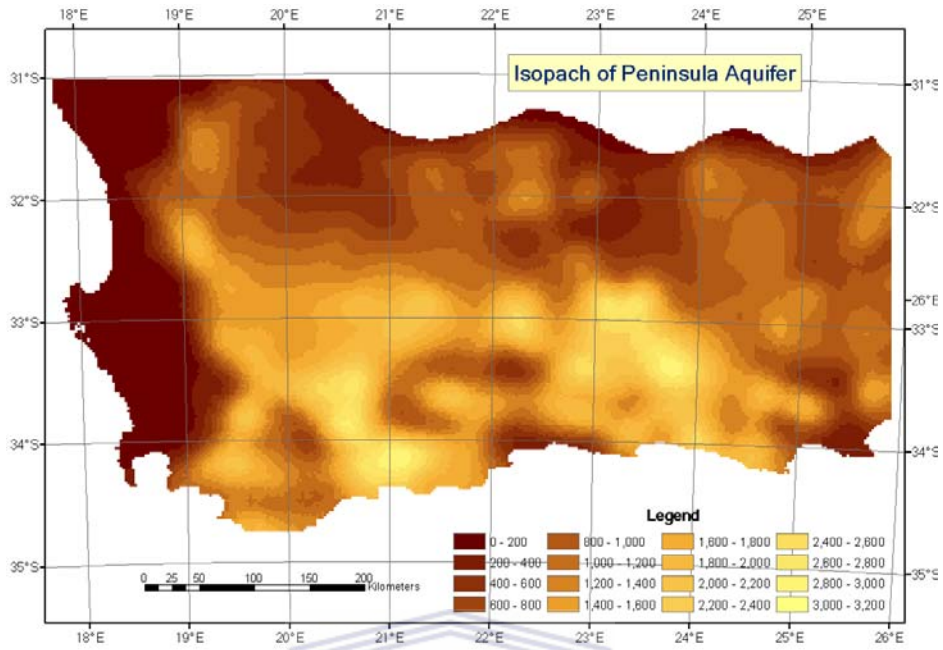 18°E 19°E 20°E 21°E 22°E 23°E 24°E 25°E
Isopach of Peninsula Aquifer
31°S 31°S
32°S 32°S
26°E
33°S 33°S
34°S 34°S
35°S 35°S
Legend
0 - 200 800 - 1,000 1,600 - 1,800 2,400 - 2,600
200 - 400 1,000 - 1,200 1,800 - 2,000 2,600 - 2,800
400 - 600 1,200 - 1,400 2,000 - 2,200 2,800 - 3,000
600 - 800 1,400 - 1,600 2,200 - 2,400 3,000 - 3,200
0 25 50 100 150 200
Kilometers
18°E 19°E 20°E 21°E 22°E 23°E 24°E 25°E 26°E